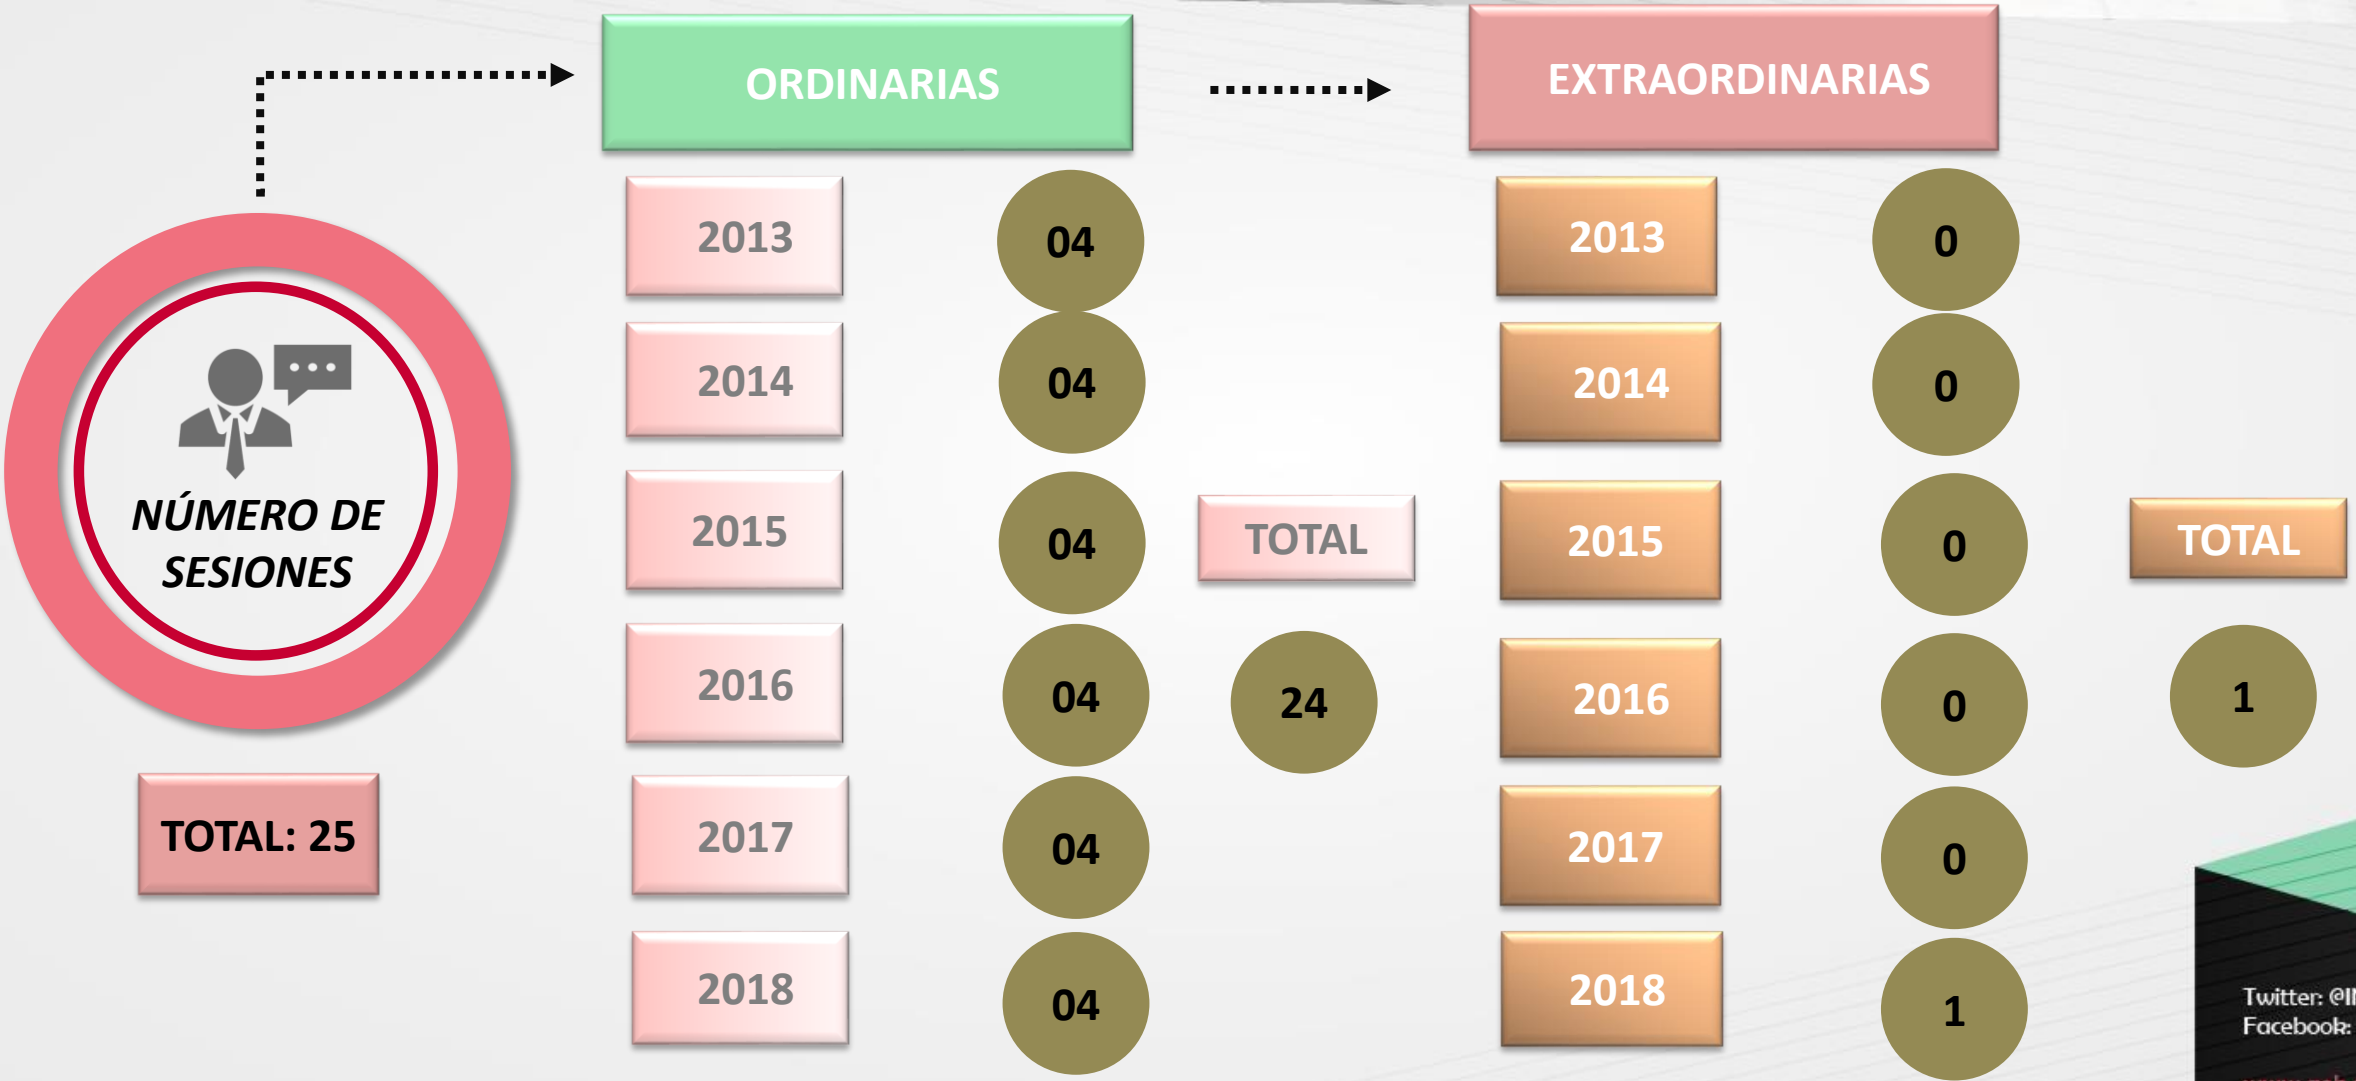 ORDINARIAS
EXTRAORDINARIAS
2013 04 2013 0
2014 04 2014 0
NÚMERO DE
SESIONES
2015 04 TOTAL 2015 0 TOTAL
2016 04 24 2016 0 1
TOTAL: 25
2017 04 2017 0
2018 04 2018 1
Twitter:
Facebook: